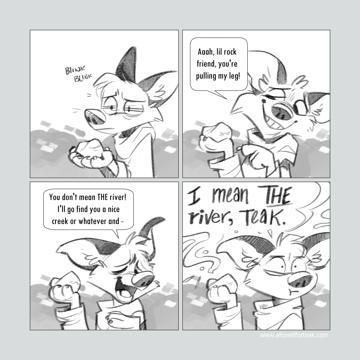 Blink
Blink
Aaah, lil rock
friend, you're
pulling my leg!
You don't mean THE river!
I'll go find you a nice
creek or whatever and -
I mean THE
river, Teak.